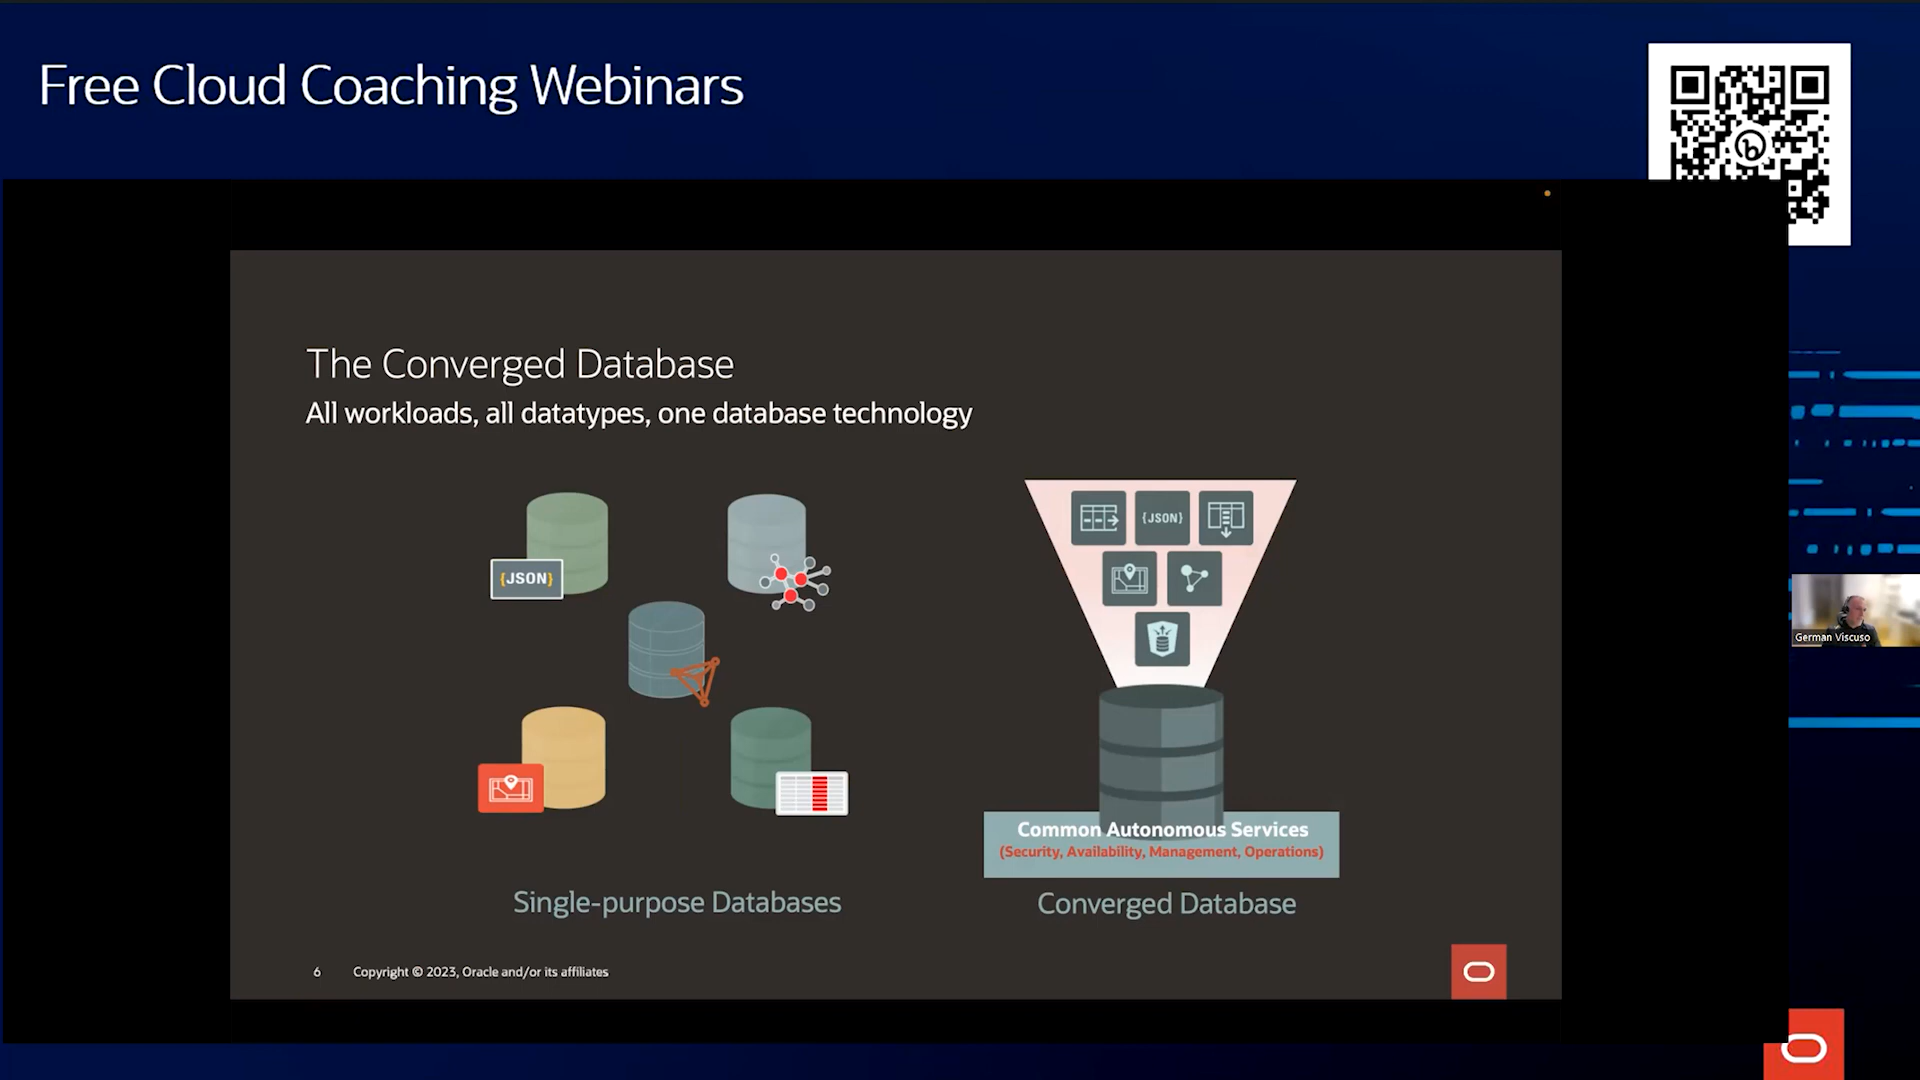 Free Cloud Coaching Webinars
The Converged Database
All workloads, all datatypes, one database technology
{JSON}
{JSON}
German Viscuso
Common Autonomous Services
(Security, Availability, Management, Operations)
Single-purpose Databases
Converged Database
6
Copyright © 2023, Oracle and/or its affiliates